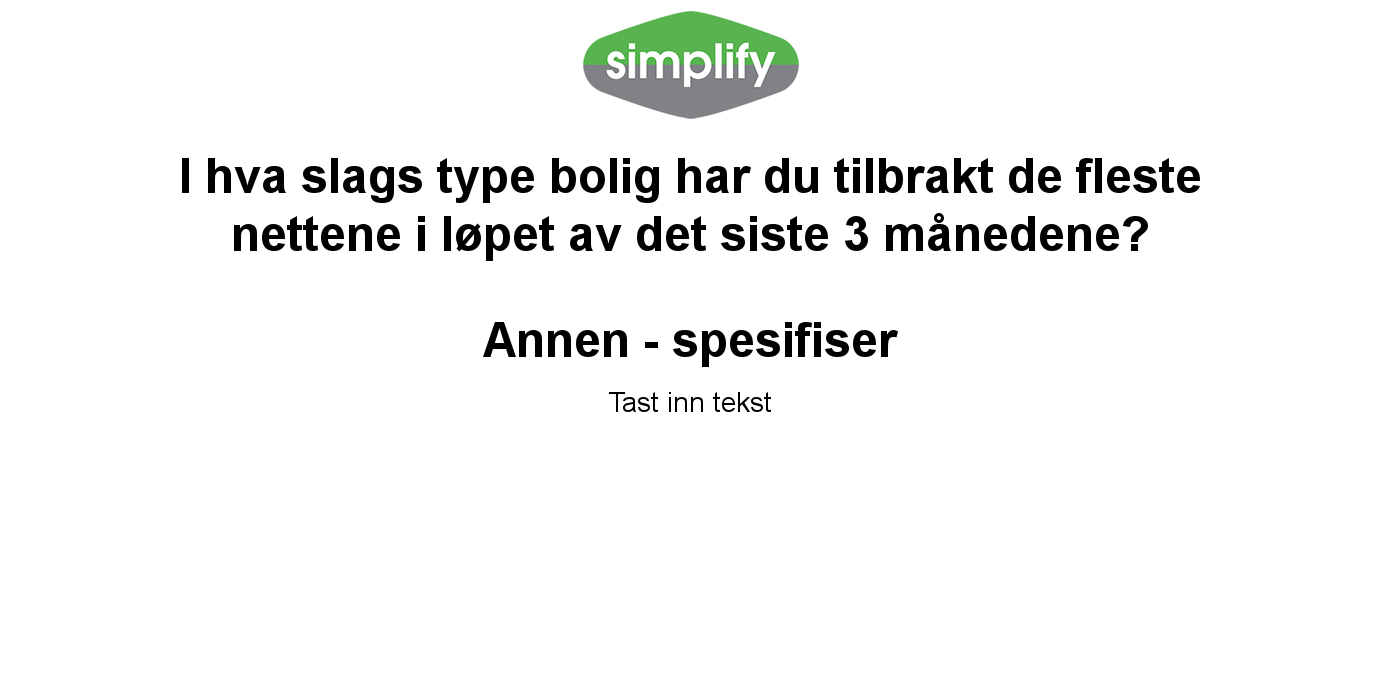 simplify
I hva slags type bolig har du tilbrakt de fleste
nettene i løpet av det siste 3 månedene?
Annen - spesifiser
Tast inn tekst